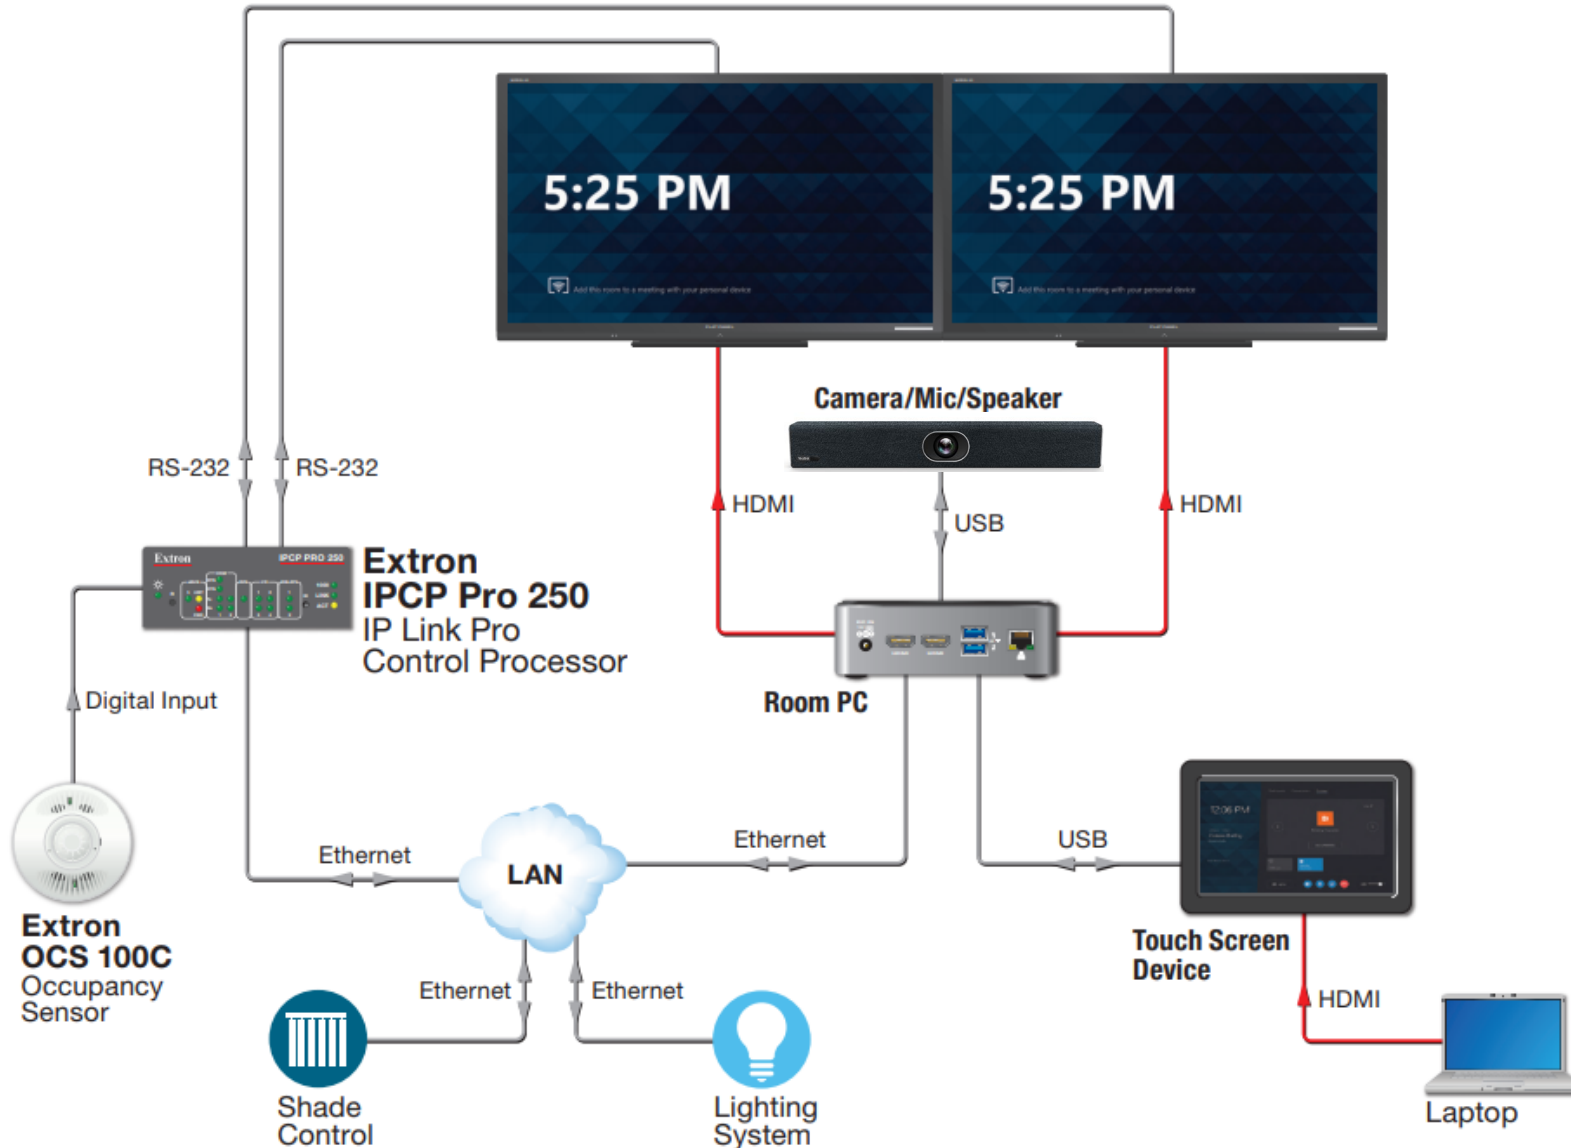 5:25 PM
Add this room to a meeting with your personal device
5:25 PM
Add this room to a meeting with your personal device
Camera/Mic/Speaker
RS-232
RS-232
HDMI
USB
HDMI
Extron
IPCP PRO 250
Extron
IPCP Pro 250
IP Link Pro
Control Processor
Room PC
Digital Input
Ethernet
LAN
Ethernet
USB
12:06 PM
Extron
OCS 100C
Occupancy
Sensor
Ethernet
Ethernet
Touch Screen
Device
HDMI
Shade
Control
Lighting
System
Laptop